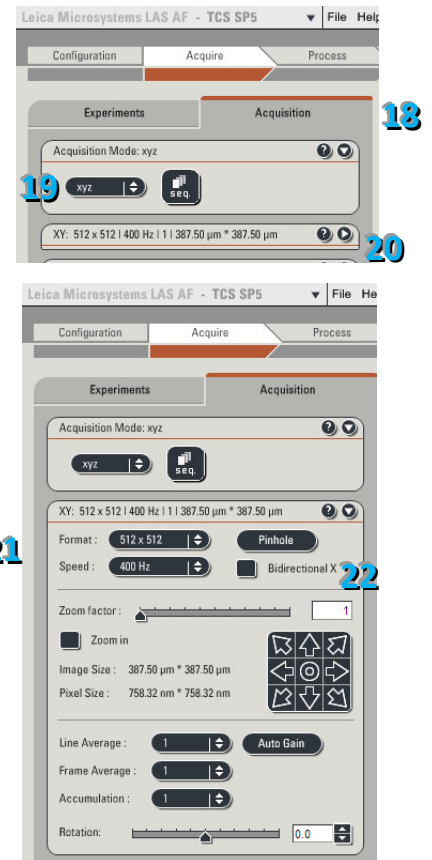 Leica Microsystems LAS AF - TCS SP5 ▼ File Help
Configuration Acquire Process
Experiments Acquisition 18
Acquisition Mode: xyz ?
19 xyz seq.
XY: 512 x 512 | 400 Hz | 1 | 387.50 µm * 387.50 µm ?
20
Leica Microsystems LAS AF - TCS SP5 ▼ File He
Configuration Acquire Process
Experiments Acquisition
Acquisition Mode: xyz ?
xyz seq.
XY: 512 x 512 | 400 Hz | 1 | 387.50 µm * 387.50 µm ?
21 Format : 512 x 512 Pinhole
Speed : 400 Hz Bidirectional X 22
Zoom factor : 1
Zoom in
Image Size : 387.50 µm * 387.50 µm
Pixel Size : 758.32 nm * 758.32 nm
Line Average : 1 Auto Gain
Frame Average : 1
Accumulation : 1
Rotation: 0.0